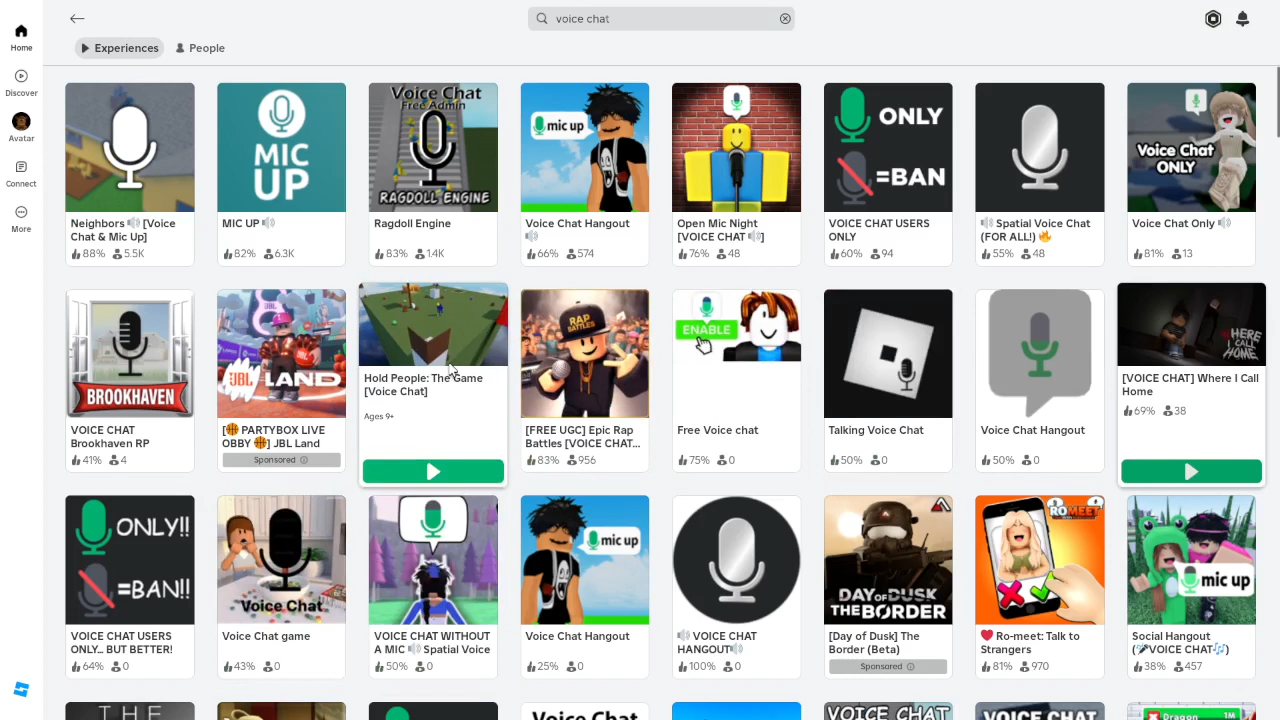 voice chat
Home
Discover
Avatar
Connect
More
Experiences
People
Neighbors 🔊 [Voice
Chat & Mic Up]
88% 5.5K
MIC
UP
MIC UP 🔊
82% 6.3K
Voice Chat
Free Admin
RAGDOLL ENGINE
Ragdoll Engine
83% 1.4K
mic up
Voice Chat Hangout
🔊
66% 574
Open Mic Night
[VOICE CHAT 🔊]
76% 48
ONLY
=BAN
VOICE CHAT USERS
ONLY
60% 94
🔊 Spatial Voice Chat
(FOR ALL!) 🔥
55% 48
Voice Chat
ONLY
Voice Chat Only 🔊
81% 13
BROOKHAVEN
VOICE CHAT
Brookhaven RP
41% 4
JBL
LAND
[🏀 PARTYBOX LIVE
OBBY 🏀] JBL Land
Sponsored
Hold People: The Game
[Voice Chat]
Ages 9+
RAP
BATTLES
[FREE UGC] Epic Rap
Battles [VOICE CHAT...
83% 956
ENABLE
Free Voice chat
75% 0
Talking Voice Chat
50% 0
Voice Chat Hangout
50% 0
HERE
CALL
HOME
[VOICE CHAT] Where I Call
Home
69% 38
ONLY!!
=BAN!!
VOICE CHAT USERS
ONLY... BUT BETTER!
64% 0
Voice Chat
Voice Chat game
43% 0
VOICE CHAT WITHOUT
A MIC 🔊 Spatial Voice
50% 0
mic up
Voice Chat Hangout
25% 0
🔊 VOICE CHAT
HANGOUT🔊
100% 0
DAY OF DUSK
THE BORDER
[Day of Dusk] The
Border (Beta)
Sponsored
ROMEET
❤️ Ro-meet: Talk to
Strangers
81% 970
mic up
Social Hangout
(🎤VOICE CHAT🎶)
38% 457
THE
Voice Chat
VOICE CHAT
VOICE CHAT
Dragon
1M